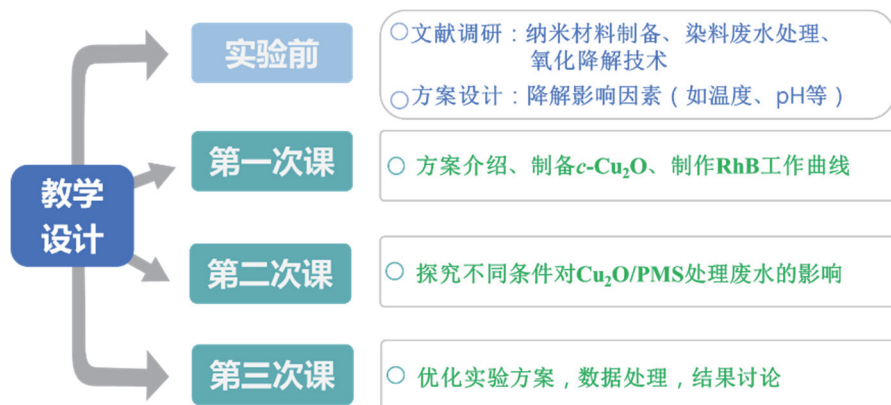 教学
设计
实验前
文献调研：纳米材料制备、染料废水处理、
氧化降解技术
方案设计：降解影响因素（如温度、pH等）
第一次课
方案介绍、制备c-Cu₂O、制作RhB工作曲线
第二次课
探究不同条件对Cu₂O/PMS处理废水的影响
第三次课
优化实验方案，数据处理，结果讨论